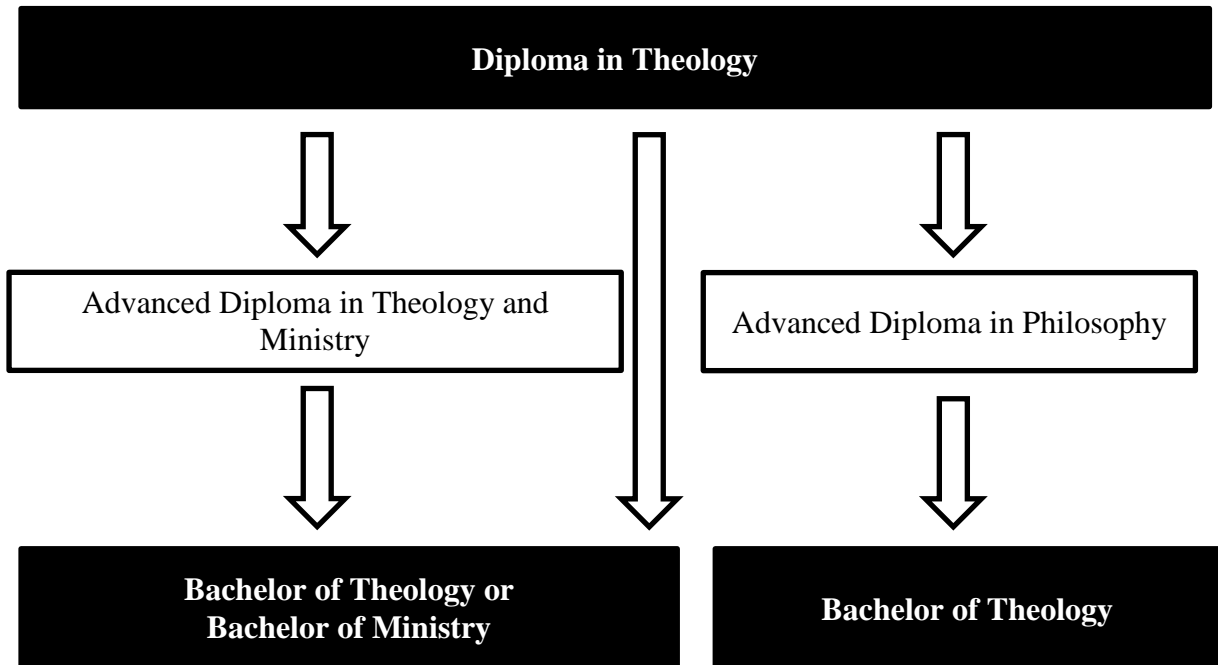 Diploma in Theology
Advanced Diploma in Theology and
Ministry
Advanced Diploma in Philosophy
Bachelor of Theology or
Bachelor of Ministry
Bachelor of Theology